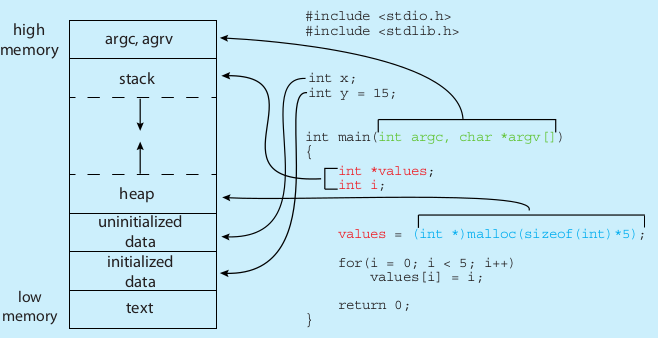 high
memory
argc, agrv
stack
heap
uninitialized
data
initialized
data
text
low
memory
#include <stdio.h>
#include <stdlib.h>
int x;
int y = 15;
int main(int argc, char *argv[])
{
int *values;
int i;
values = (int *)malloc(sizeof(int)*5);
for(i = 0; i < 5; i++)
values[i] = i;
return 0;
}